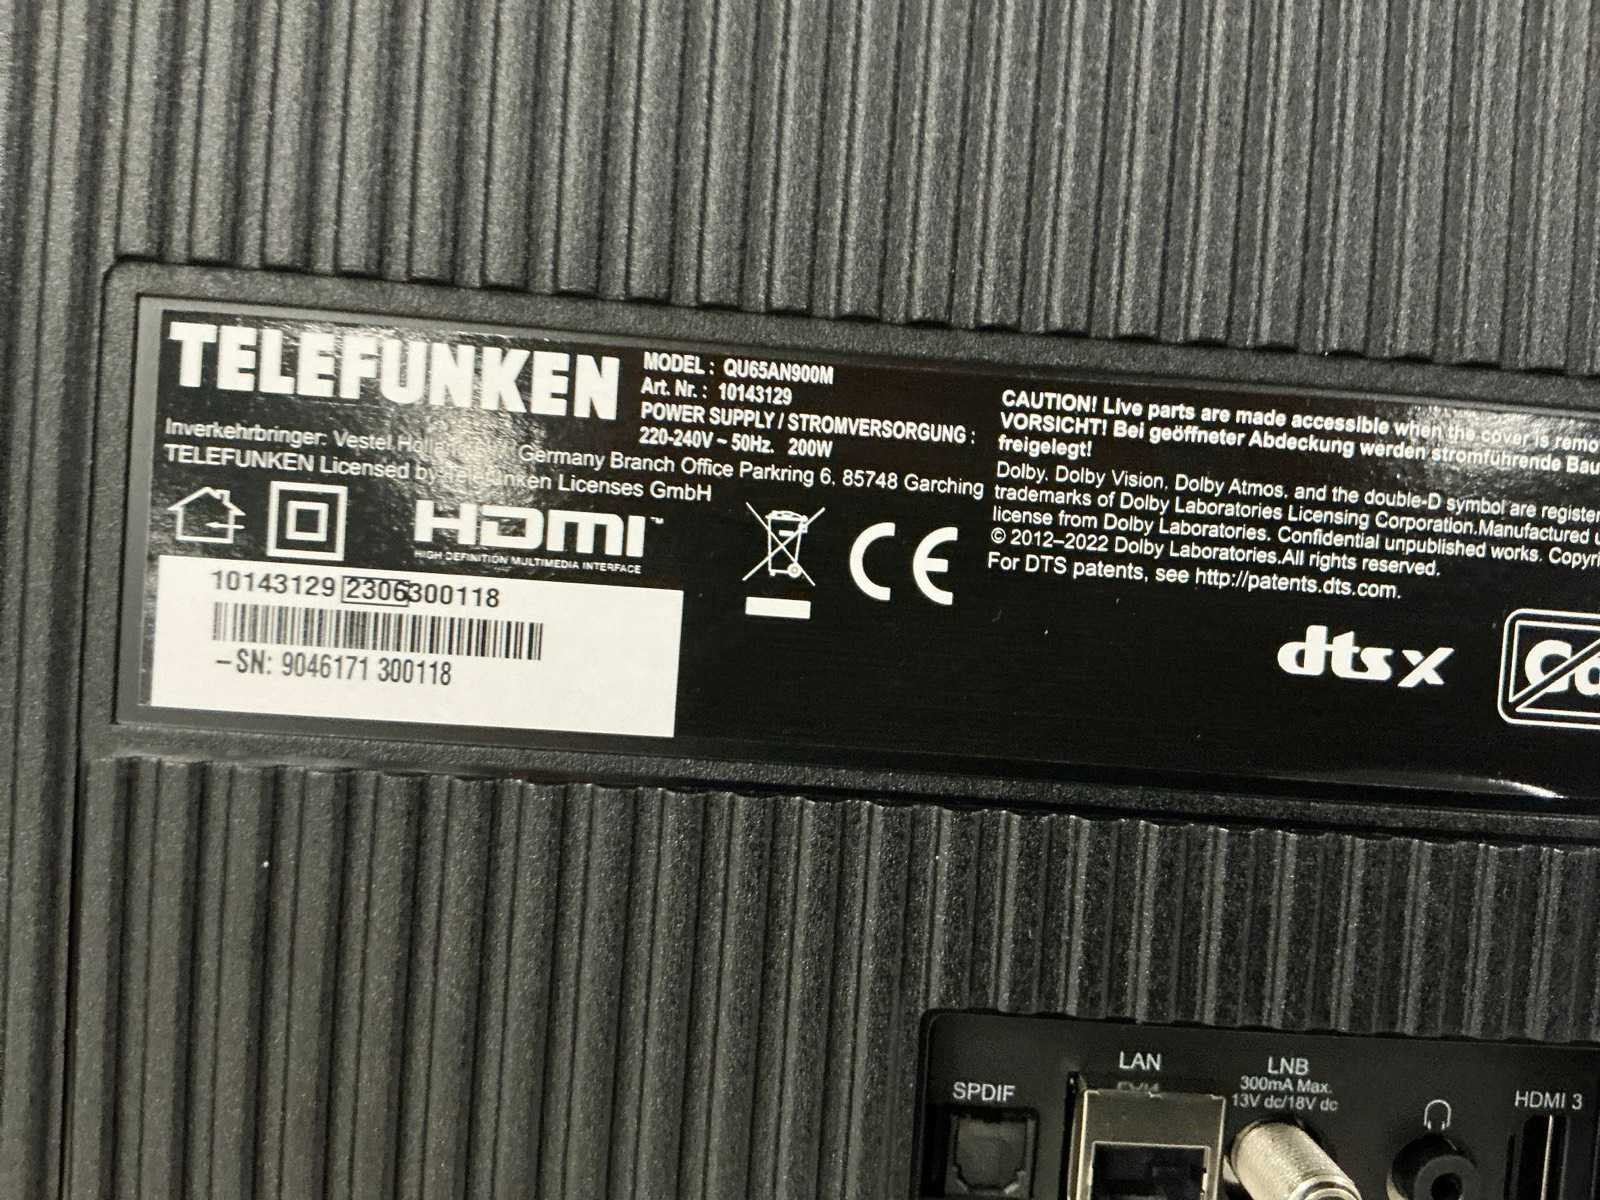 TELEFUNKEN
MODEL : QU65AN900M
Art. Nr. : 10143129
POWER SUPPLY / STROMVERSORGUNG :
220-240V ~ 50Hz. 200W
Inverkehrbringer: Vestel Germany Branch Office Parkring 6, 85748 Garching
TELEFUNKEN Licensed by Telefunken Licenses GmbH
HDMI™
HIGH DEFINITION MULTIMEDIA INTERFACE
10143129 2306300118
–SN: 9046171 300118
CE
CAUTION! Live parts are made accessible when the cover is
VORSICHT! Bei geöffneter Abdeckung werden stromführende
freigelegt!
Dolby, Dolby Vision, Dolby Atmos, and the double-D symbol are
trademarks of Dolby Laboratories Licensing Corporation.Manufactured
license from Dolby Laboratories. Confidential unpublished works.
© 2012–2022 Dolby Laboratories.All rights reserved.
For DTS patents, see http://patents.dts.com.
dts X
SPDIF
LAN
LNB
300mA Max.
13V dc/18V dc
HDMI 3